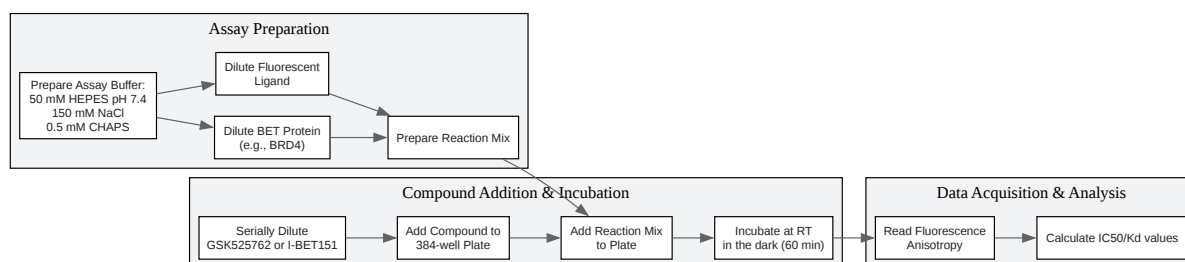 Assay Preparation
Prepare Assay Buffer:
50 mM HEPES pH 7.4
150 mM NaCl
0.5 mM CHAPS
Dilute Fluorescent
Ligand
Dilute BET Protein
(e.g., BRD4)
Prepare Reaction Mix
Compound Addition & Incubation
Serially Dilute
GSK525762 or I-BET151
Add Compound to
384-well Plate
Add Reaction Mix
to Plate
Incubate at RT
in the dark (60 min)
Data Acquisition & Analysis
Read Fluorescence
Anisotropy
Calculate IC50/Kd values